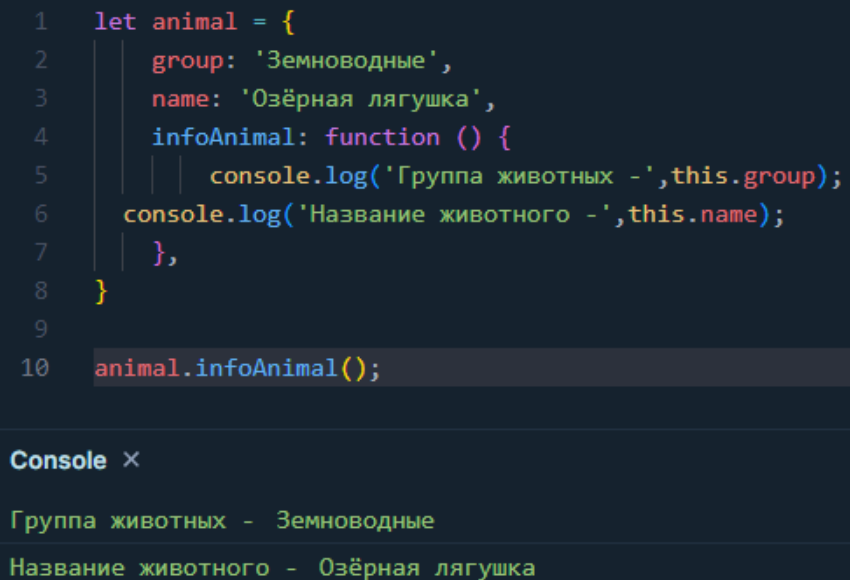 1 let animal = {
2 group: 'Земноводные',
3 name: 'Озёрная лягушка',
4 infoAnimal: function () {
5 console.log('Группа животных -',this.group);
6 console.log('Название животного -',this.name);
7 },
8 }
9
10 animal.infoAnimal();
Console ×
Группа животных - Земноводные
Название животного - Озёрная лягушка